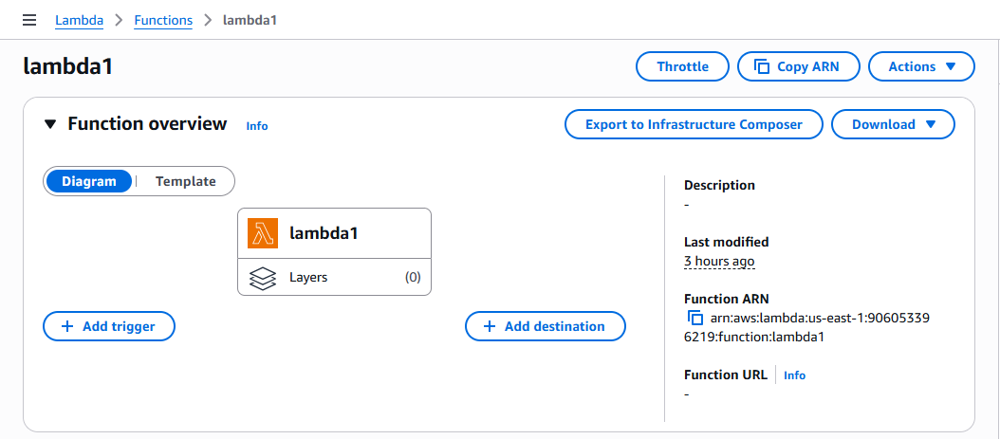 Lambda > Functions > lambda1
lambda1
Throttle
Copy ARN
Actions
Function overview
Info
Export to Infrastructure Composer
Download
Diagram
Template
lambda1
Layers (0)
Add trigger
Add destination
Description
-
Last modified
3 hours ago
Function ARN
arn:aws:lambda:us-east-1:90605339
6219:function:lambda1
Function URL
Info
-